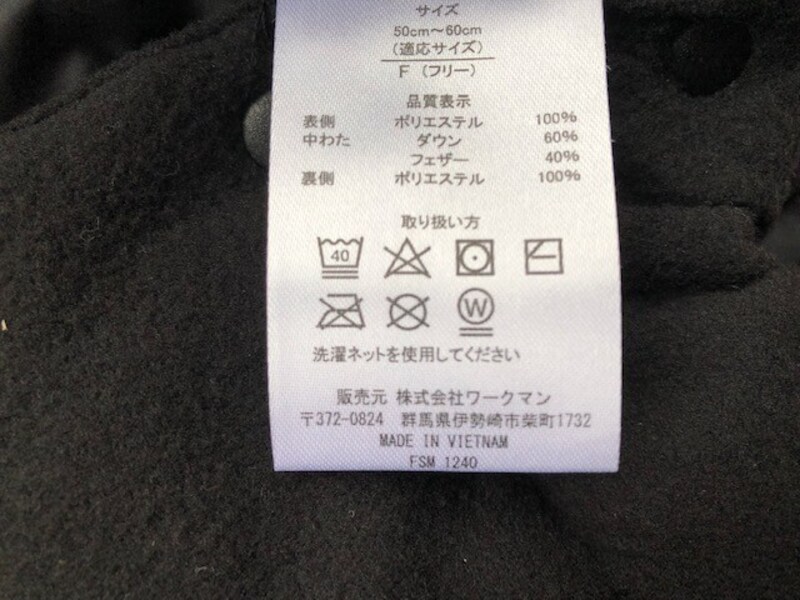 サイズ
50cm～60cm
(適応サイズ)
F (フリー)
品質表示
表側 ポリエステル 100%
中わた ダウン 60%
フェザー 40%
裏側 ポリエステル 100%
取り扱い方
40
W
洗濯ネットを使用してください
販売元 株式会社ワークマン
〒372-0824 群馬県伊勢崎市柴町1732
MADE IN VIETNAM
FSM 1240